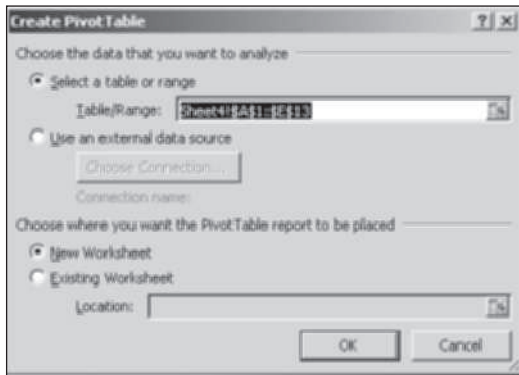 Create PivotTable
Choose the data that you want to analyze
Select a table or range
Table/Range: Sheet4!$A$1:$E$13
Use an external data source
Choose Connection...
Connection name:
Choose where you want the PivotTable report to be placed
New Worksheet
Existing Worksheet
Location:
OK Cancel